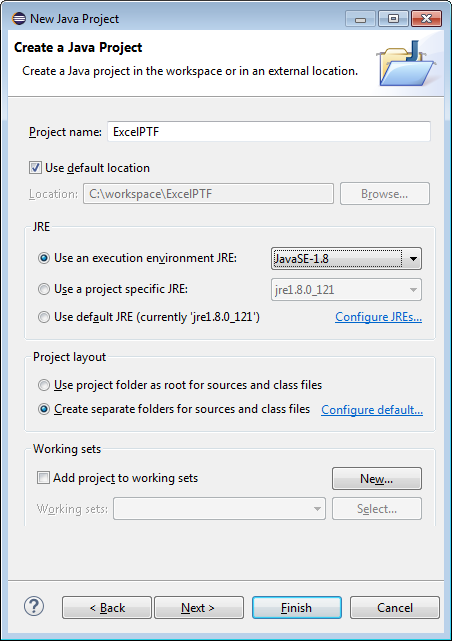 New Java Project
Create a Java Project
Create a Java project in the workspace or in an external location.
Project name: ExcelPTF
Use default location
Location: C:\workspace\ExcelPTF Browse...
JRE
Use an execution environment JRE: JavaSE-1.8
Use a project specific JRE: jre1.8.0_121
Use default JRE (currently 'jre1.8.0_121') Configure JREs...
Project layout
Use project folder as root for sources and class files
Create separate folders for sources and class files Configure default...
Working sets
Add project to working sets New...
Working sets: Select...
? < Back Next > Finish Cancel